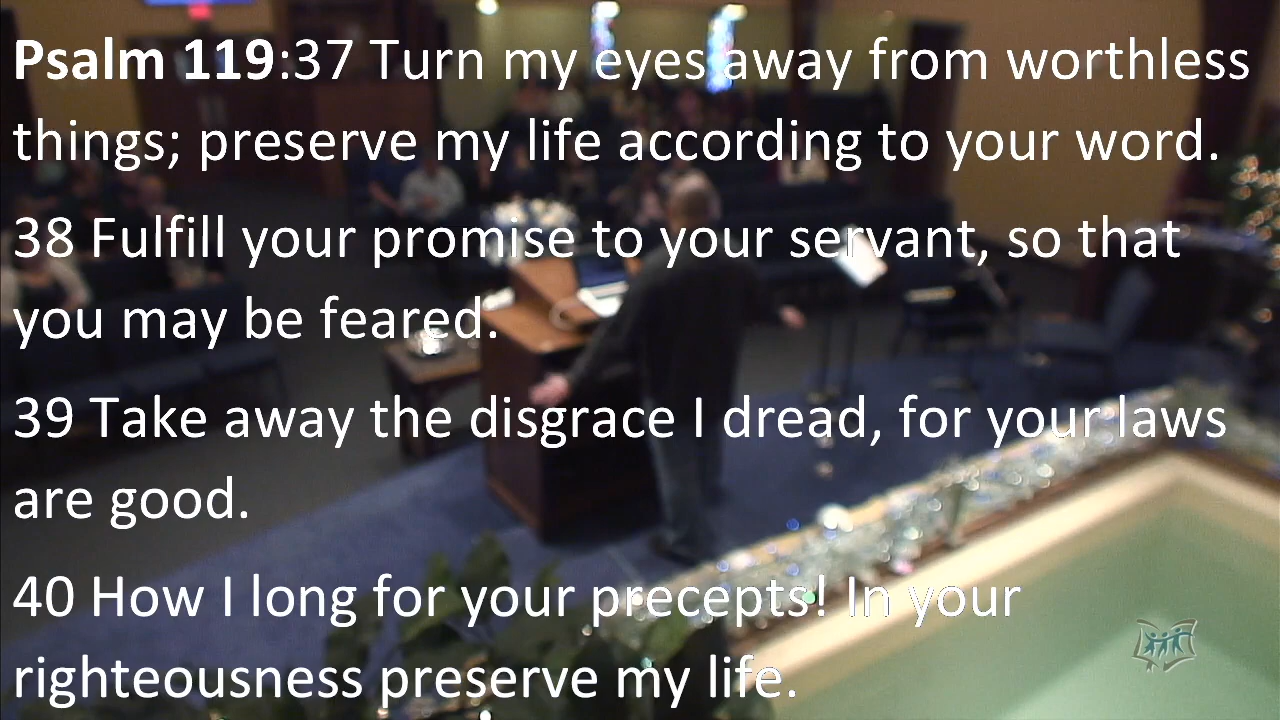 Psalm 119:37 Turn my eyes away from worthless
things; preserve my life according to your word.
38 Fulfill your promise to your servant, so that
you may be feared.
39 Take away the disgrace I dread, for your laws
are good.
40 How I long for your precepts! In your
righteousness preserve my life.